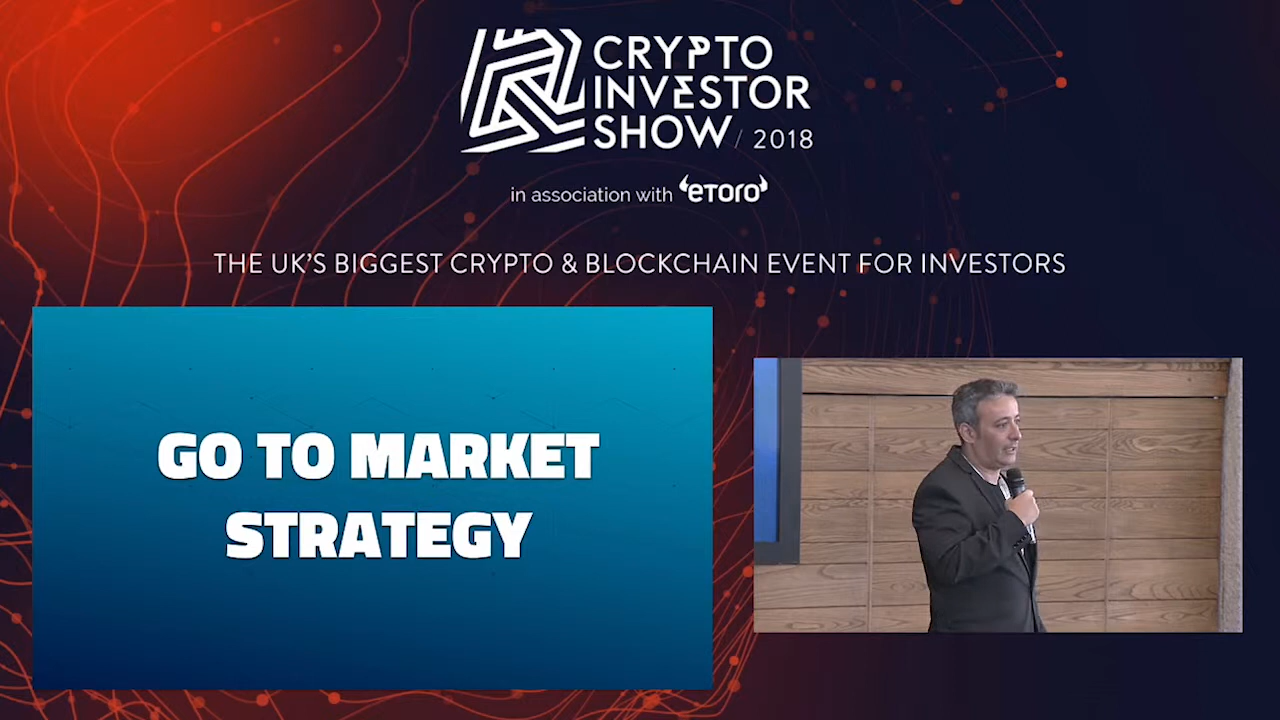 CRYPTO
INVESTOR
SHOW / 2018
in association with eToro
THE UK'S BIGGEST CRYPTO & BLOCKCHAIN EVENT FOR INVESTORS
GO TO MARKET
STRATEGY